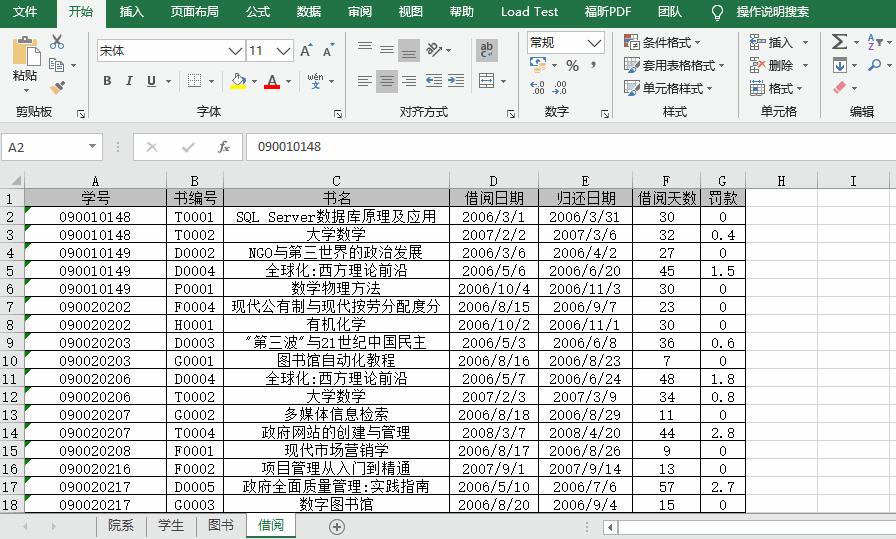 文件 开始 插入 页面布局 公式 数据 审阅 视图 帮助 Load Test 福昕PDF 团队 操作说明搜索
宋体 11 A A 常规 条件格式 插入 Σ
粘贴 B I U A wén 文 % , 套用表格格式 删除
单元格样式 格式
剪贴板 字体 对齐方式 数字 样式 单元格 编辑
A2 fx 090010148
A B C D E F G H I
1 学号 书编号 书名 借阅日期 归还日期 借阅天数 罚款
2 090010148 T0001 SQL Server数据库原理及应用 2006/3/1 2006/3/31 30 0
3 090010148 T0002 大学数学 2007/2/2 2007/3/6 32 0.4
4 090010149 D0002 NGO与第三世界的政治发展 2006/3/6 2006/4/2 27 0
5 090010149 D0004 全球化:西方理论前沿 2006/5/6 2006/6/20 45 1.5
6 090010149 P0001 数学物理方法 2006/10/4 2006/11/3 30 0
7 090020202 F0004 现代公有制与现代按劳分配度分 2006/8/15 2006/9/7 23 0
8 090020202 H0001 有机化学 2006/10/2 2006/11/1 30 0
9 090020203 D0003 "第三波"与21世纪中国民主 2006/5/3 2006/6/8 36 0.6
10 090020203 G0001 图书馆自动化教程 2006/8/16 2006/8/23 7 0
11 090020206 D0004 全球化:西方理论前沿 2006/5/7 2006/6/24 48 1.8
12 090020206 T0002 大学数学 2007/2/3 2007/3/9 34 0.8
13 090020207 G0002 多媒体信息检索 2006/8/18 2006/8/29 11 0
14 090020207 T0004 政府网站的创建与管理 2008/3/7 2008/4/20 44 2.8
15 090020208 F0001 现代市场营销学 2006/8/17 2006/8/26 9 0
16 090020216 F0002 项目管理从入门到精通 2007/9/1 2007/9/14 13 0
17 090020217 D0005 政府全面质量管理:实践指南 2006/5/10 2006/7/6 57 2.7
18 090020217 G0003 数字图书馆 2006/8/20 2006/9/4 15 0
院系 学生 图书 借阅